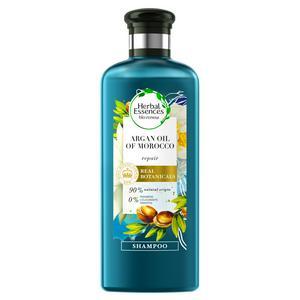 Herbal
Essences
bio:renew
ARGAN OIL
OF MOROCCO
repair
REAL
BOTANICALS
90% natural origin
0%
SHAMPOO